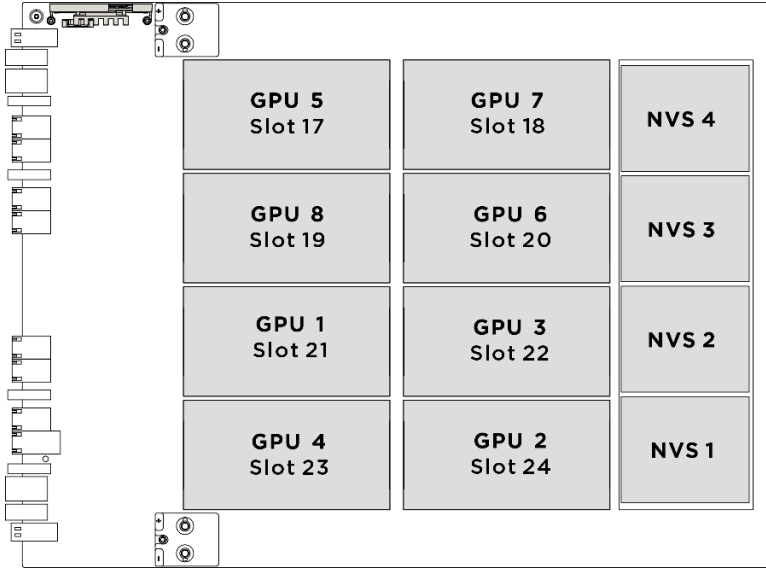 GPU 5
Slot 17
GPU 7
Slot 18
NVS 4
GPU 8
Slot 19
GPU 6
Slot 20
NVS 3
GPU 1
Slot 21
GPU 3
Slot 22
NVS 2
GPU 4
Slot 23
GPU 2
Slot 24
NVS 1